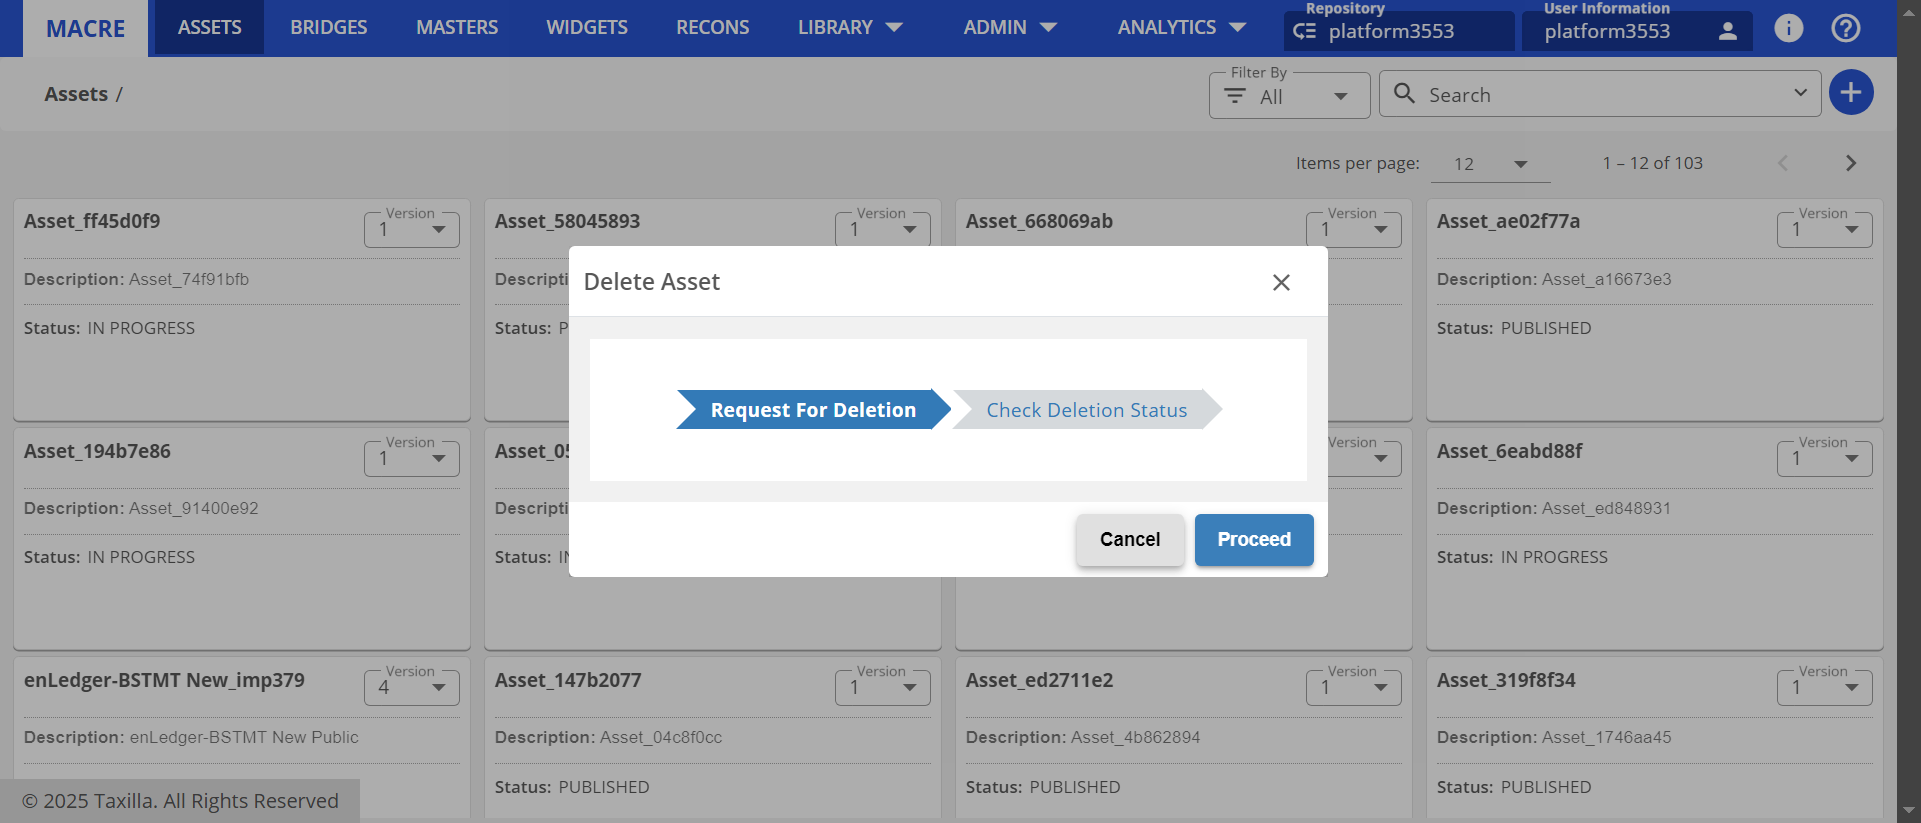 MACRE
ASSETS
BRIDGES
MASTERS
WIDGETS
RECONS
LIBRARY
ADMIN
ANALYTICS
Repository
platform3553
User Information
platform3553
Assets /
Filter By
All
Search
Items per page:
12
1 – 12 of 103
Asset_ff45d0f9
Version
1
Description: Asset_74f91bfb
Status: IN PROGRESS
Asset_58045893
Version
1
Descripti
Status: P
Asset_668069ab
Version
1
Asset_ae02f77a
Version
1
Description: Asset_a16673e3
Status: PUBLISHED
Delete Asset
Request For Deletion
Check Deletion Status
Cancel
Proceed
Asset_194b7e86
Version
1
Description: Asset_91400e92
Status: IN PROGRESS
Asset_05
Descripti
Status: IN
Version
Asset_6eabd88f
Version
1
Description: Asset_ed848931
Status: IN PROGRESS
enLedger-BSTMT New_imp379
Version
4
Description: enLedger-BSTMT New Public
Asset_147b2077
Version
1
Description: Asset_04c8f0cc
Status: PUBLISHED
Asset_ed2711e2
Version
1
Description: Asset_4b862894
Status: PUBLISHED
Asset_319f8f34
Version
1
Description: Asset_1746aa45
Status: PUBLISHED
© 2025 Taxilla. All Rights Reserved